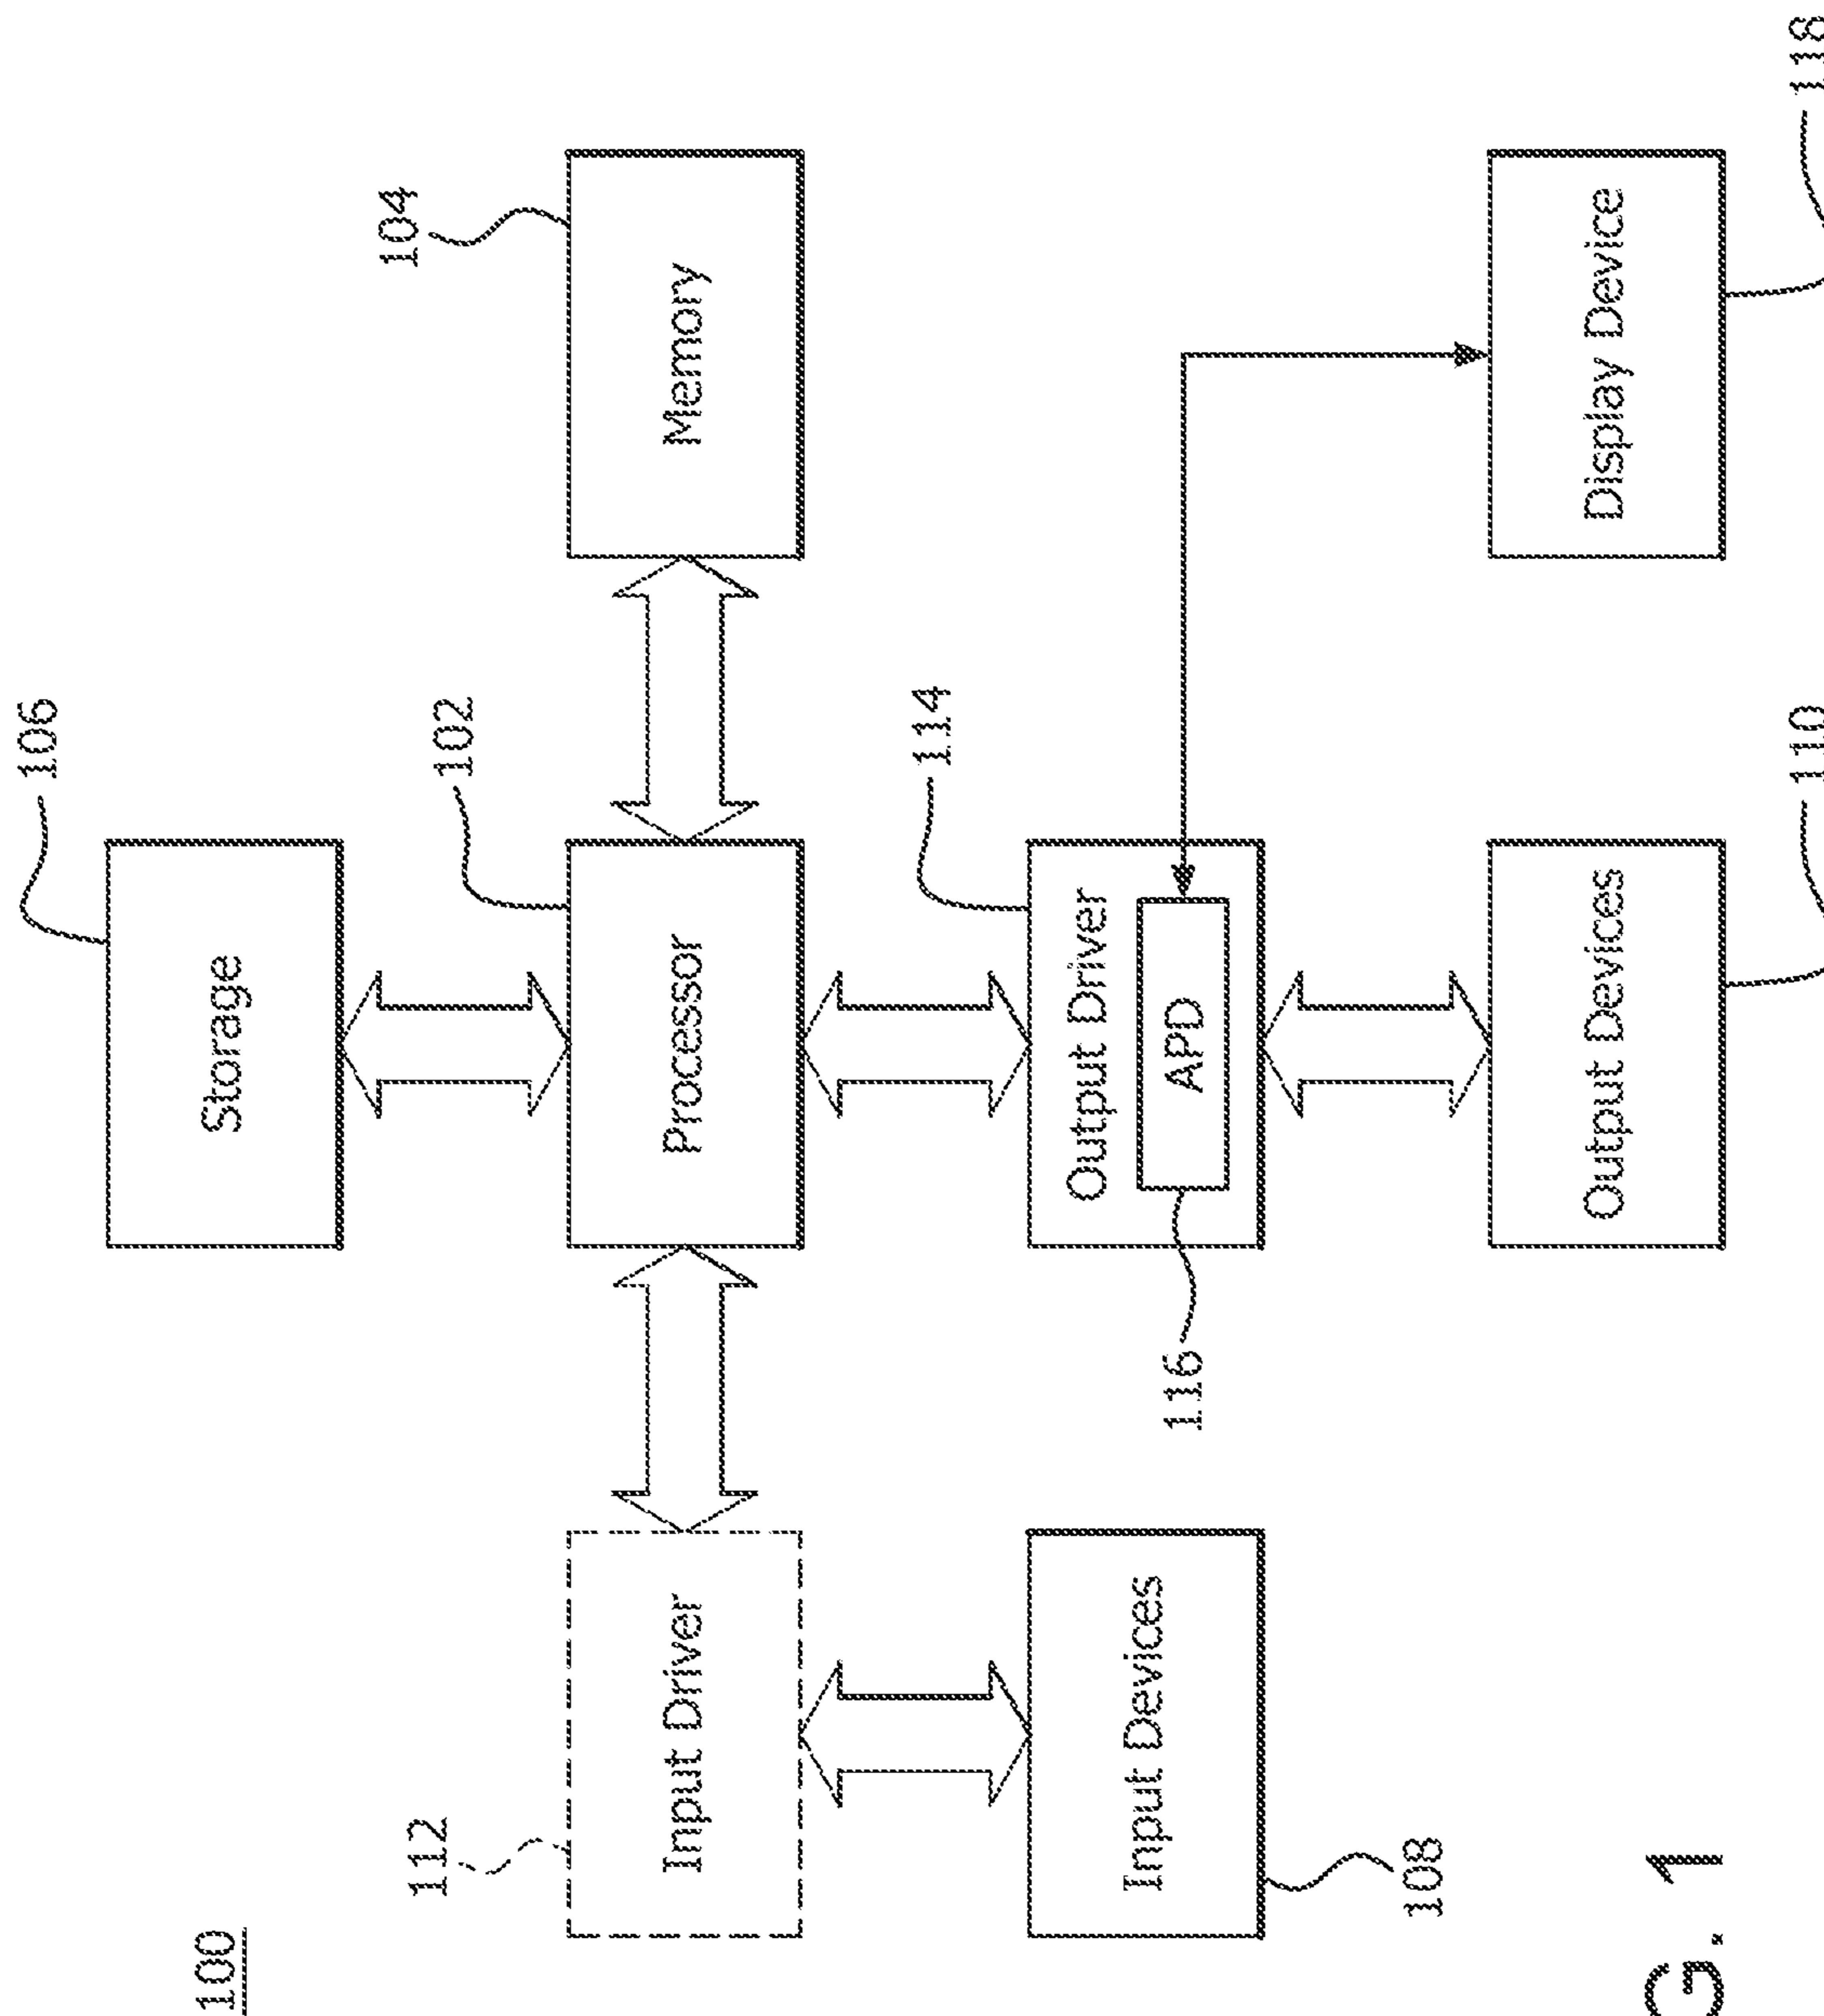 100
106
Storage
112
102
104
Input Driver
Processor
Memory
114
Output Driver
APD
116
Input Devices
108
Output Devices
110
Display Device
118
G. 1